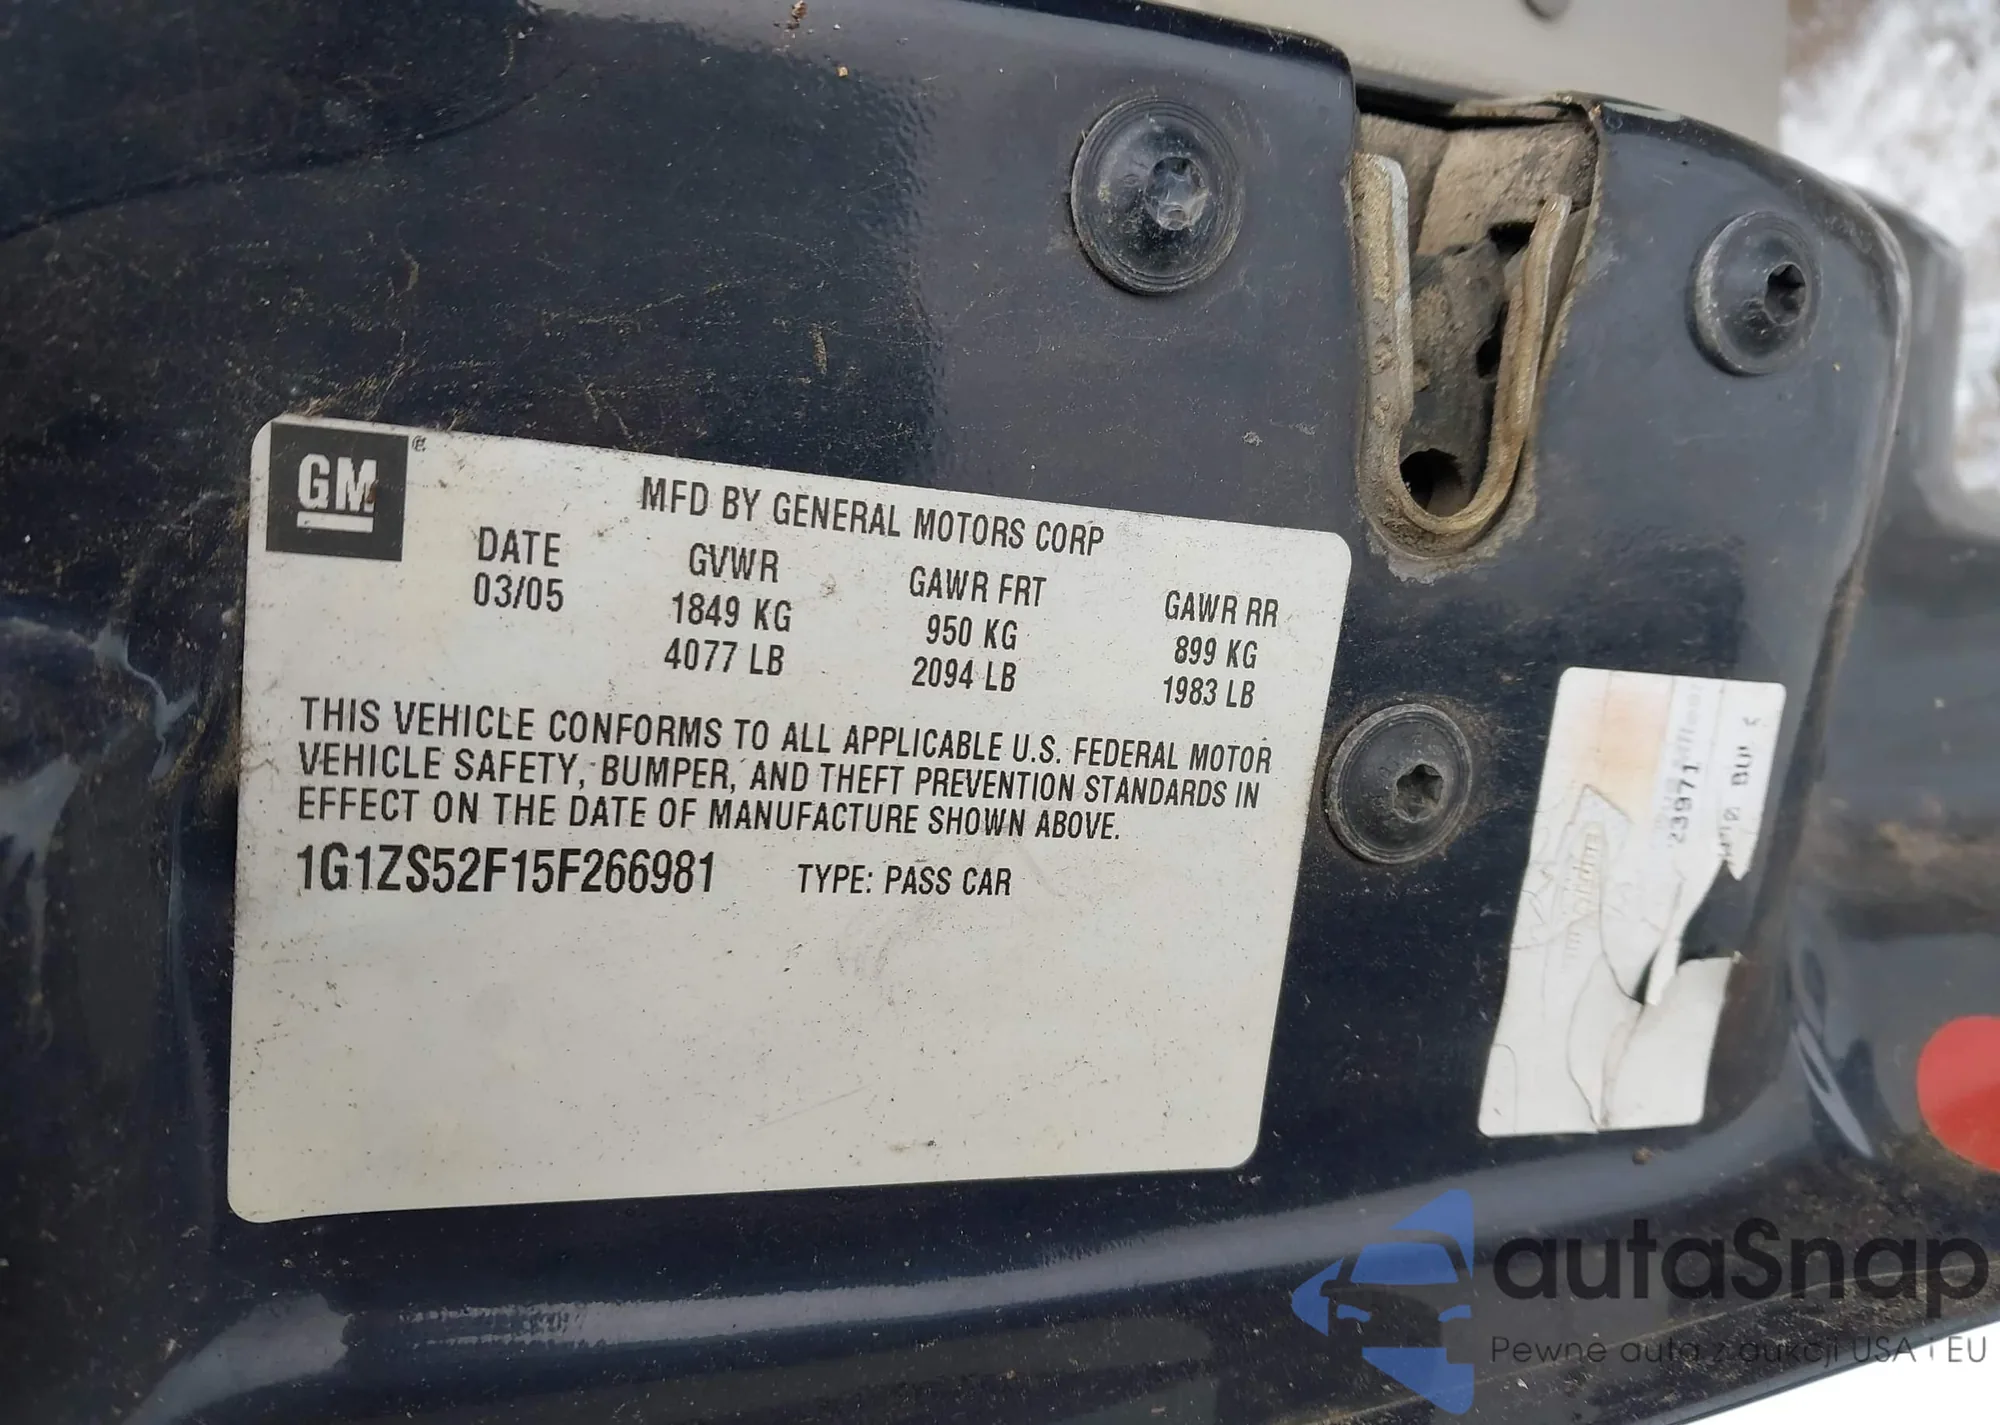 GM
MFD BY GENERAL MOTORS CORP
DATE GVWR GAWR FRT GAWR RR
03/05 1849 KG 950 KG 899 KG
4077 LB 2094 LB 1983 LB
THIS VEHICLE CONFORMS TO ALL APPLICABLE U.S. FEDERAL MOTOR
VEHICLE SAFETY, BUMPER, AND THEFT PREVENTION STANDARDS IN
EFFECT ON THE DATE OF MANUFACTURE SHOWN ABOVE.
1G1ZS52F15F266981 TYPE: PASS CAR
23971
autaSnap
Pewne auta z aukcji USA i EU